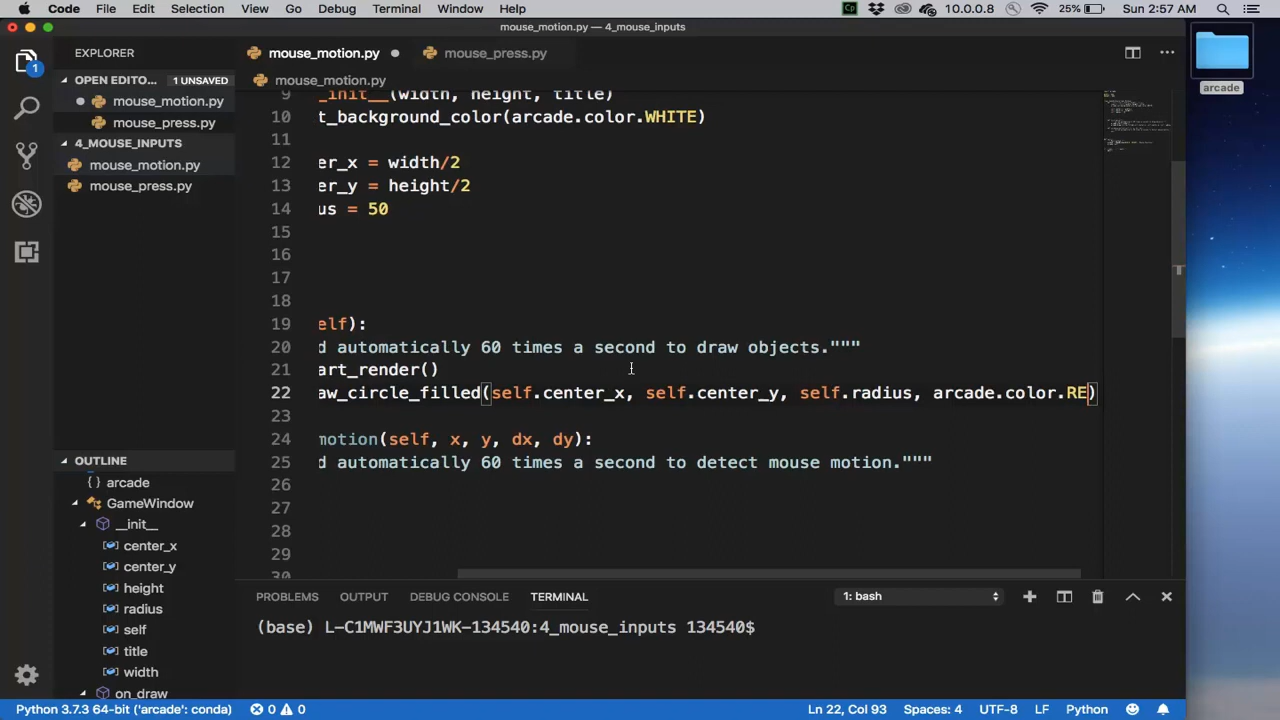 Code File Edit Selection View Go Debug Terminal Window Help 10.0.0.8 25% Sun 2:57 AM
mouse_motion.py — 4_mouse_inputs
arcade
EXPLORER
1
OPEN EDITO... 1 UNSAVED
mouse_motion.py
mouse_press.py
4_MOUSE_INPUTS
mouse_motion.py
mouse_press.py
OUTLINE
arcade
GameWindow
__init__
center_x
center_y
height
radius
self
title
width
on_draw
mouse_motion.py mouse_press.py
mouse_motion.py
9 _init__(width, height, title)
10 t_background_color(arcade.color.WHITE)
11
12 er_x = width/2
13 er_y = height/2
14 us = 50
15
16
17
18
19 elf):
20 d automatically 60 times a second to draw objects."""
21 art_render()
22 aw_circle_filled(self.center_x, self.center_y, self.radius, arcade.color.RE)
23
24 motion(self, x, y, dx, dy):
25 d automatically 60 times a second to detect mouse motion."""
26
27
28
29
30
PROBLEMS OUTPUT DEBUG CONSOLE TERMINAL 1: bash
(base) L-C1MWF3UYJ1WK-134540:4_mouse_inputs 134540$
Python 3.7.3 64-bit ('arcade': conda) 0 0 Ln 22, Col 93 Spaces: 4 UTF-8 LF Python